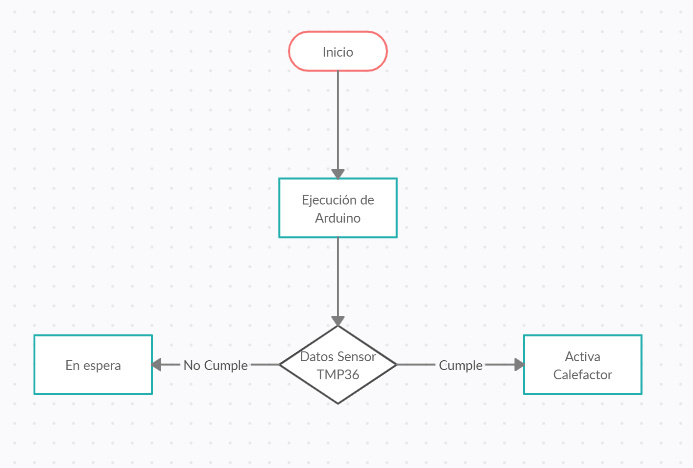 Inicio
Ejecución de
Arduino
En espera
No Cumple
Datos Sensor
TMP36
Cumple
Activa
Calefactor